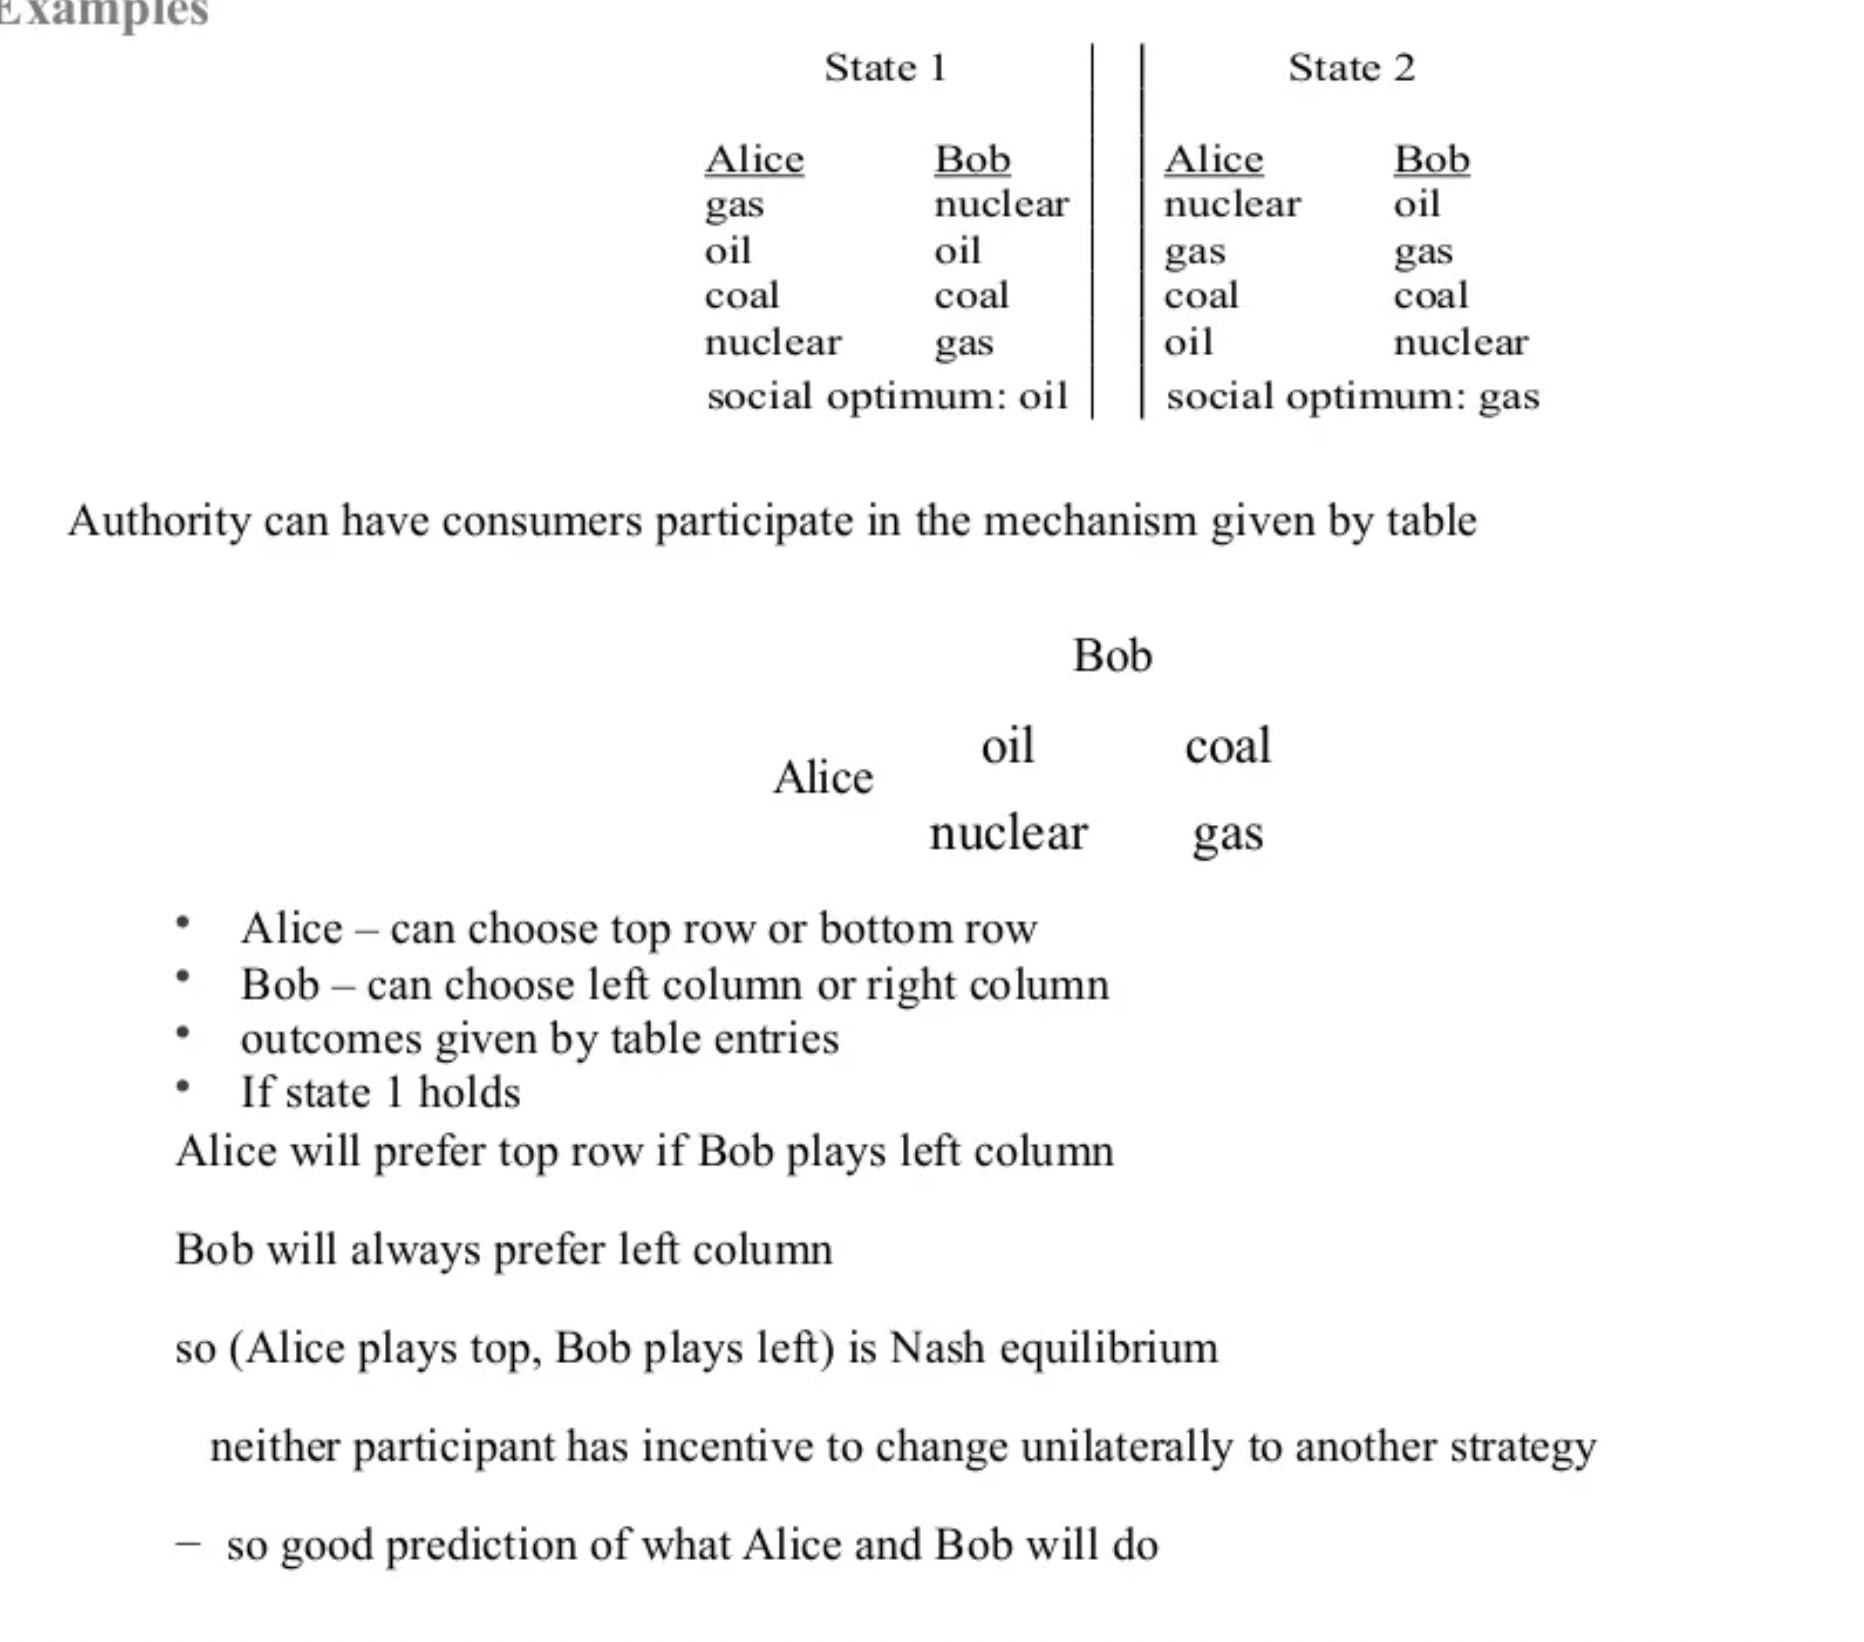 Examples
State 1 State 2
Alice Bob Alice Bob
gas nuclear nuclear oil
oil oil gas gas
coal coal coal coal
nuclear gas oil nuclear
social optimum: oil social optimum: gas
Authority can have consumers participate in the mechanism given by table
Bob
oil coal
Alice
nuclear gas
• Alice – can choose top row or bottom row
• Bob – can choose left column or right column
• outcomes given by table entries
• If state 1 holds
Alice will prefer top row if Bob plays left column
Bob will always prefer left column
so (Alice plays top, Bob plays left) is Nash equilibrium
neither participant has incentive to change unilaterally to another strategy
– so good prediction of what Alice and Bob will do